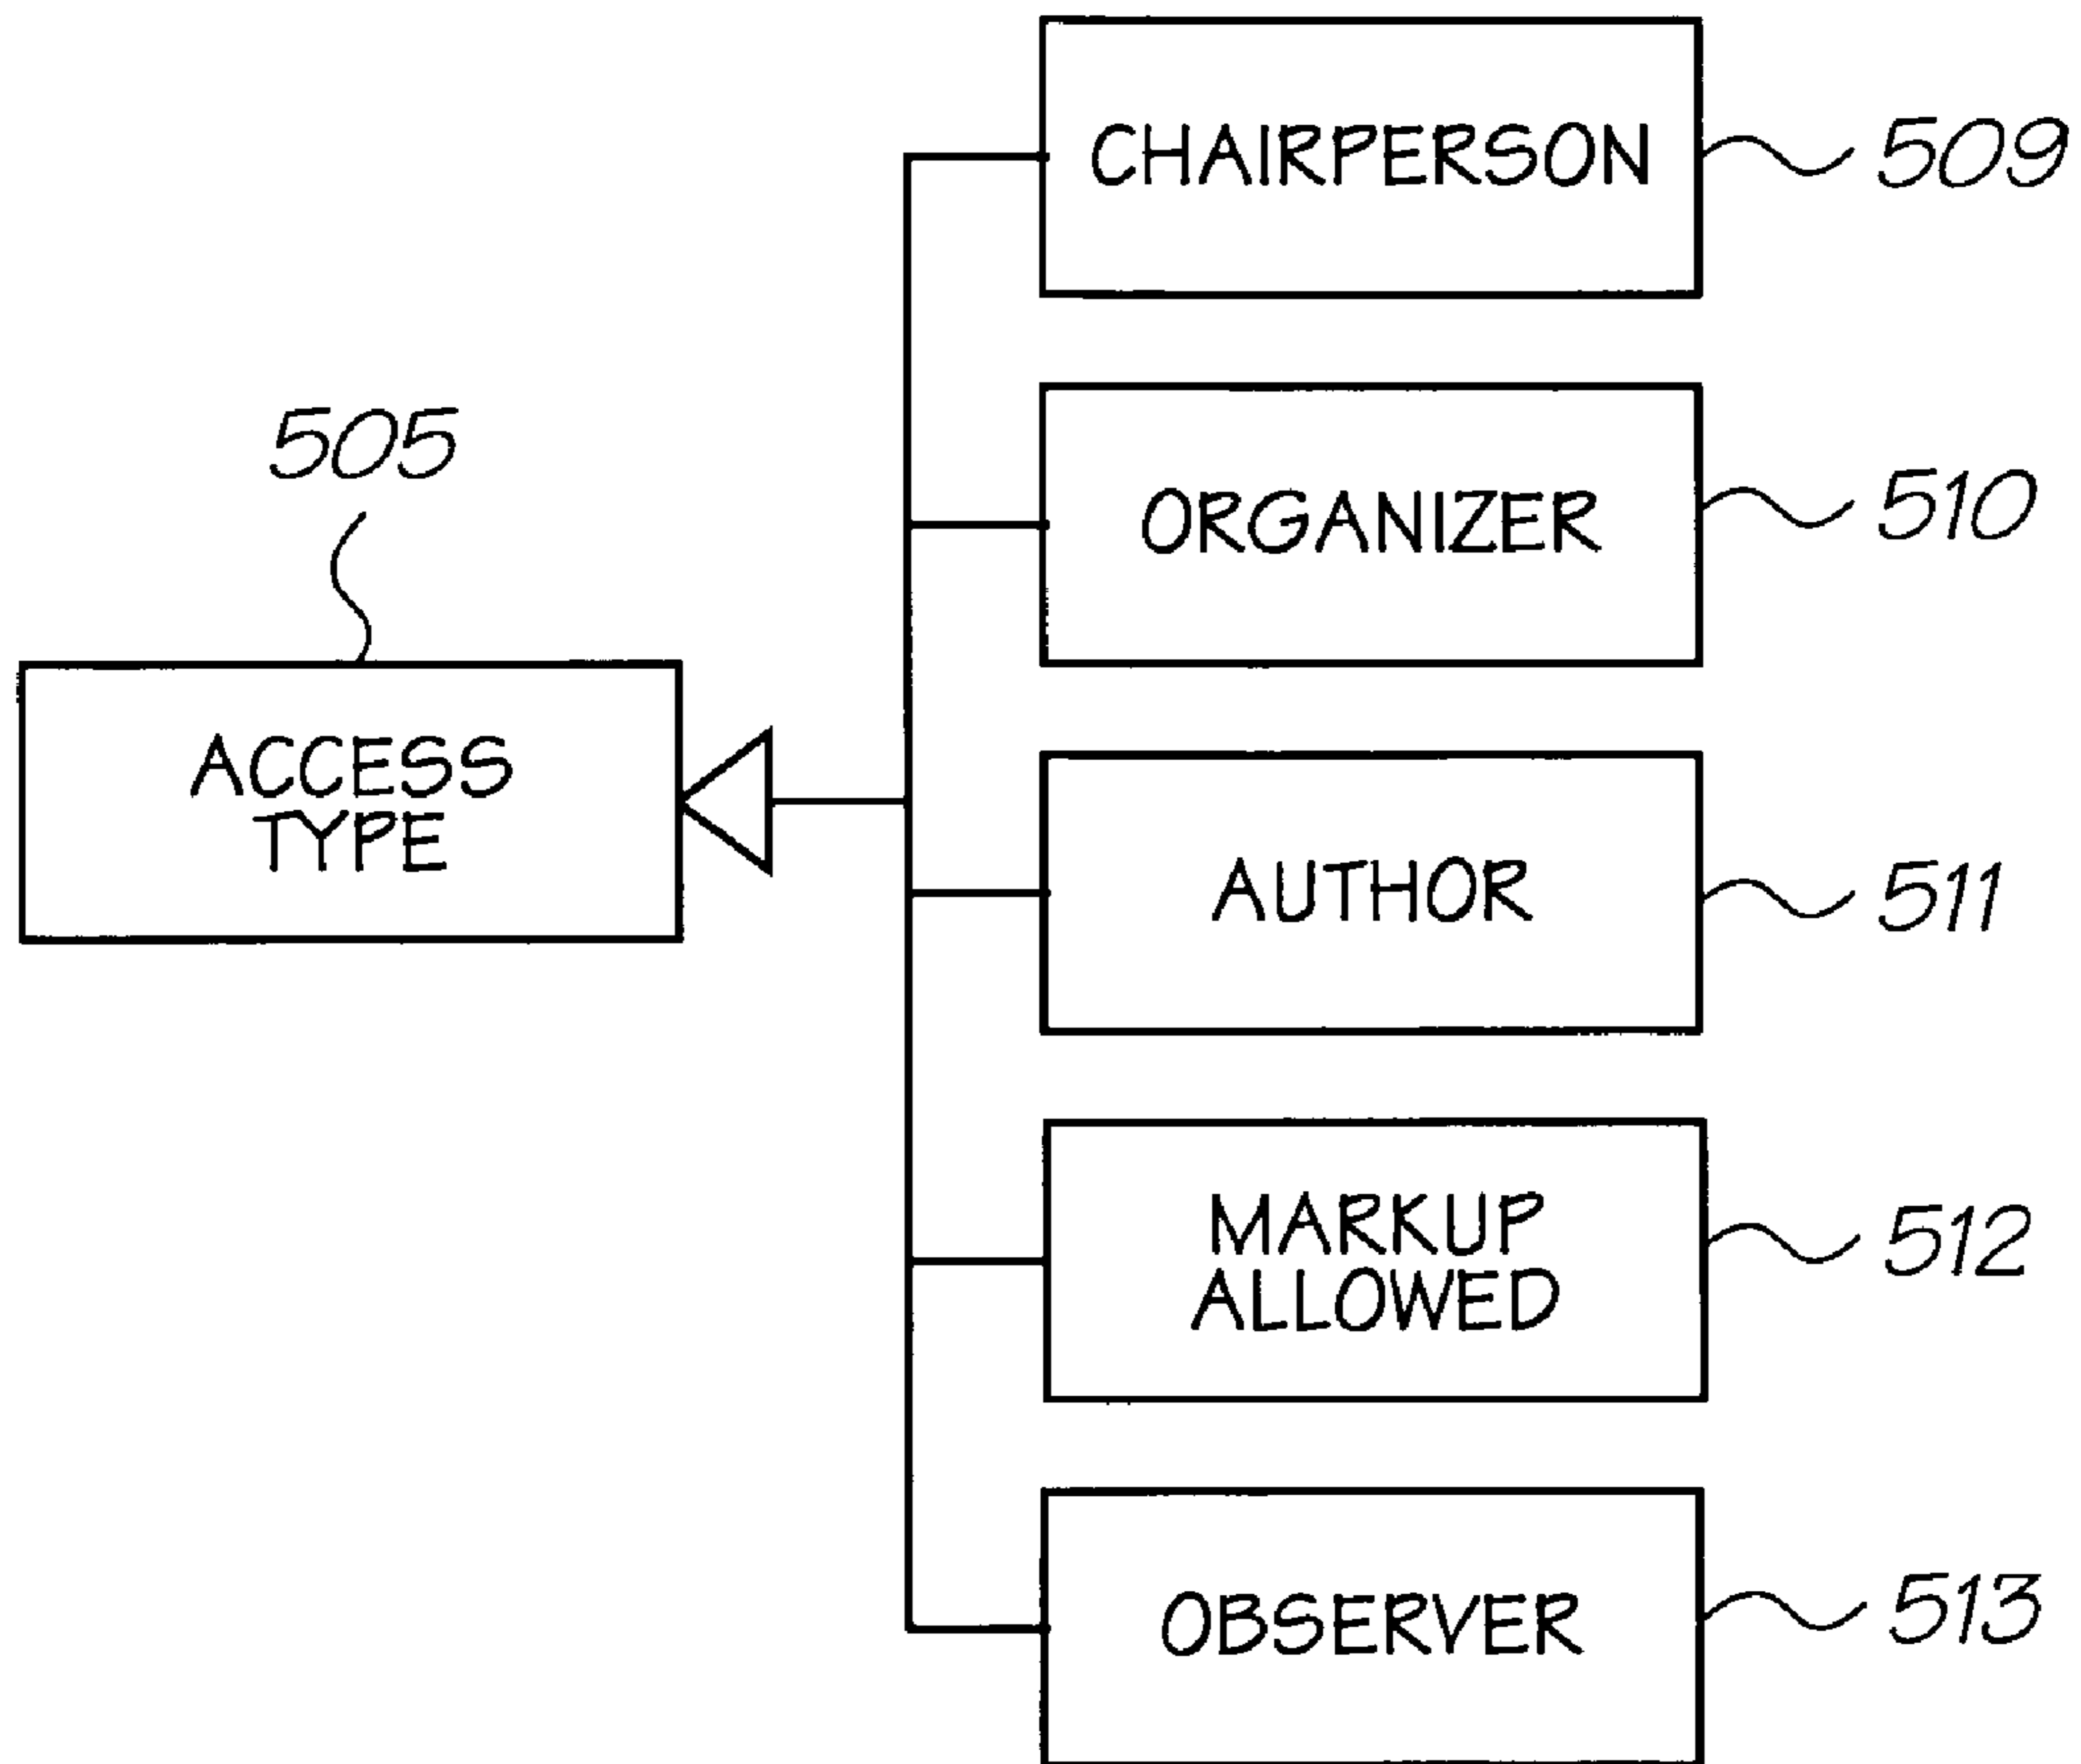 CHAIRPERSON
509
505
ORGANIZER
510
ACCESS
TYPE
AUTHOR
511
MARKUP
ALLOWED
512
OBSERVER
513